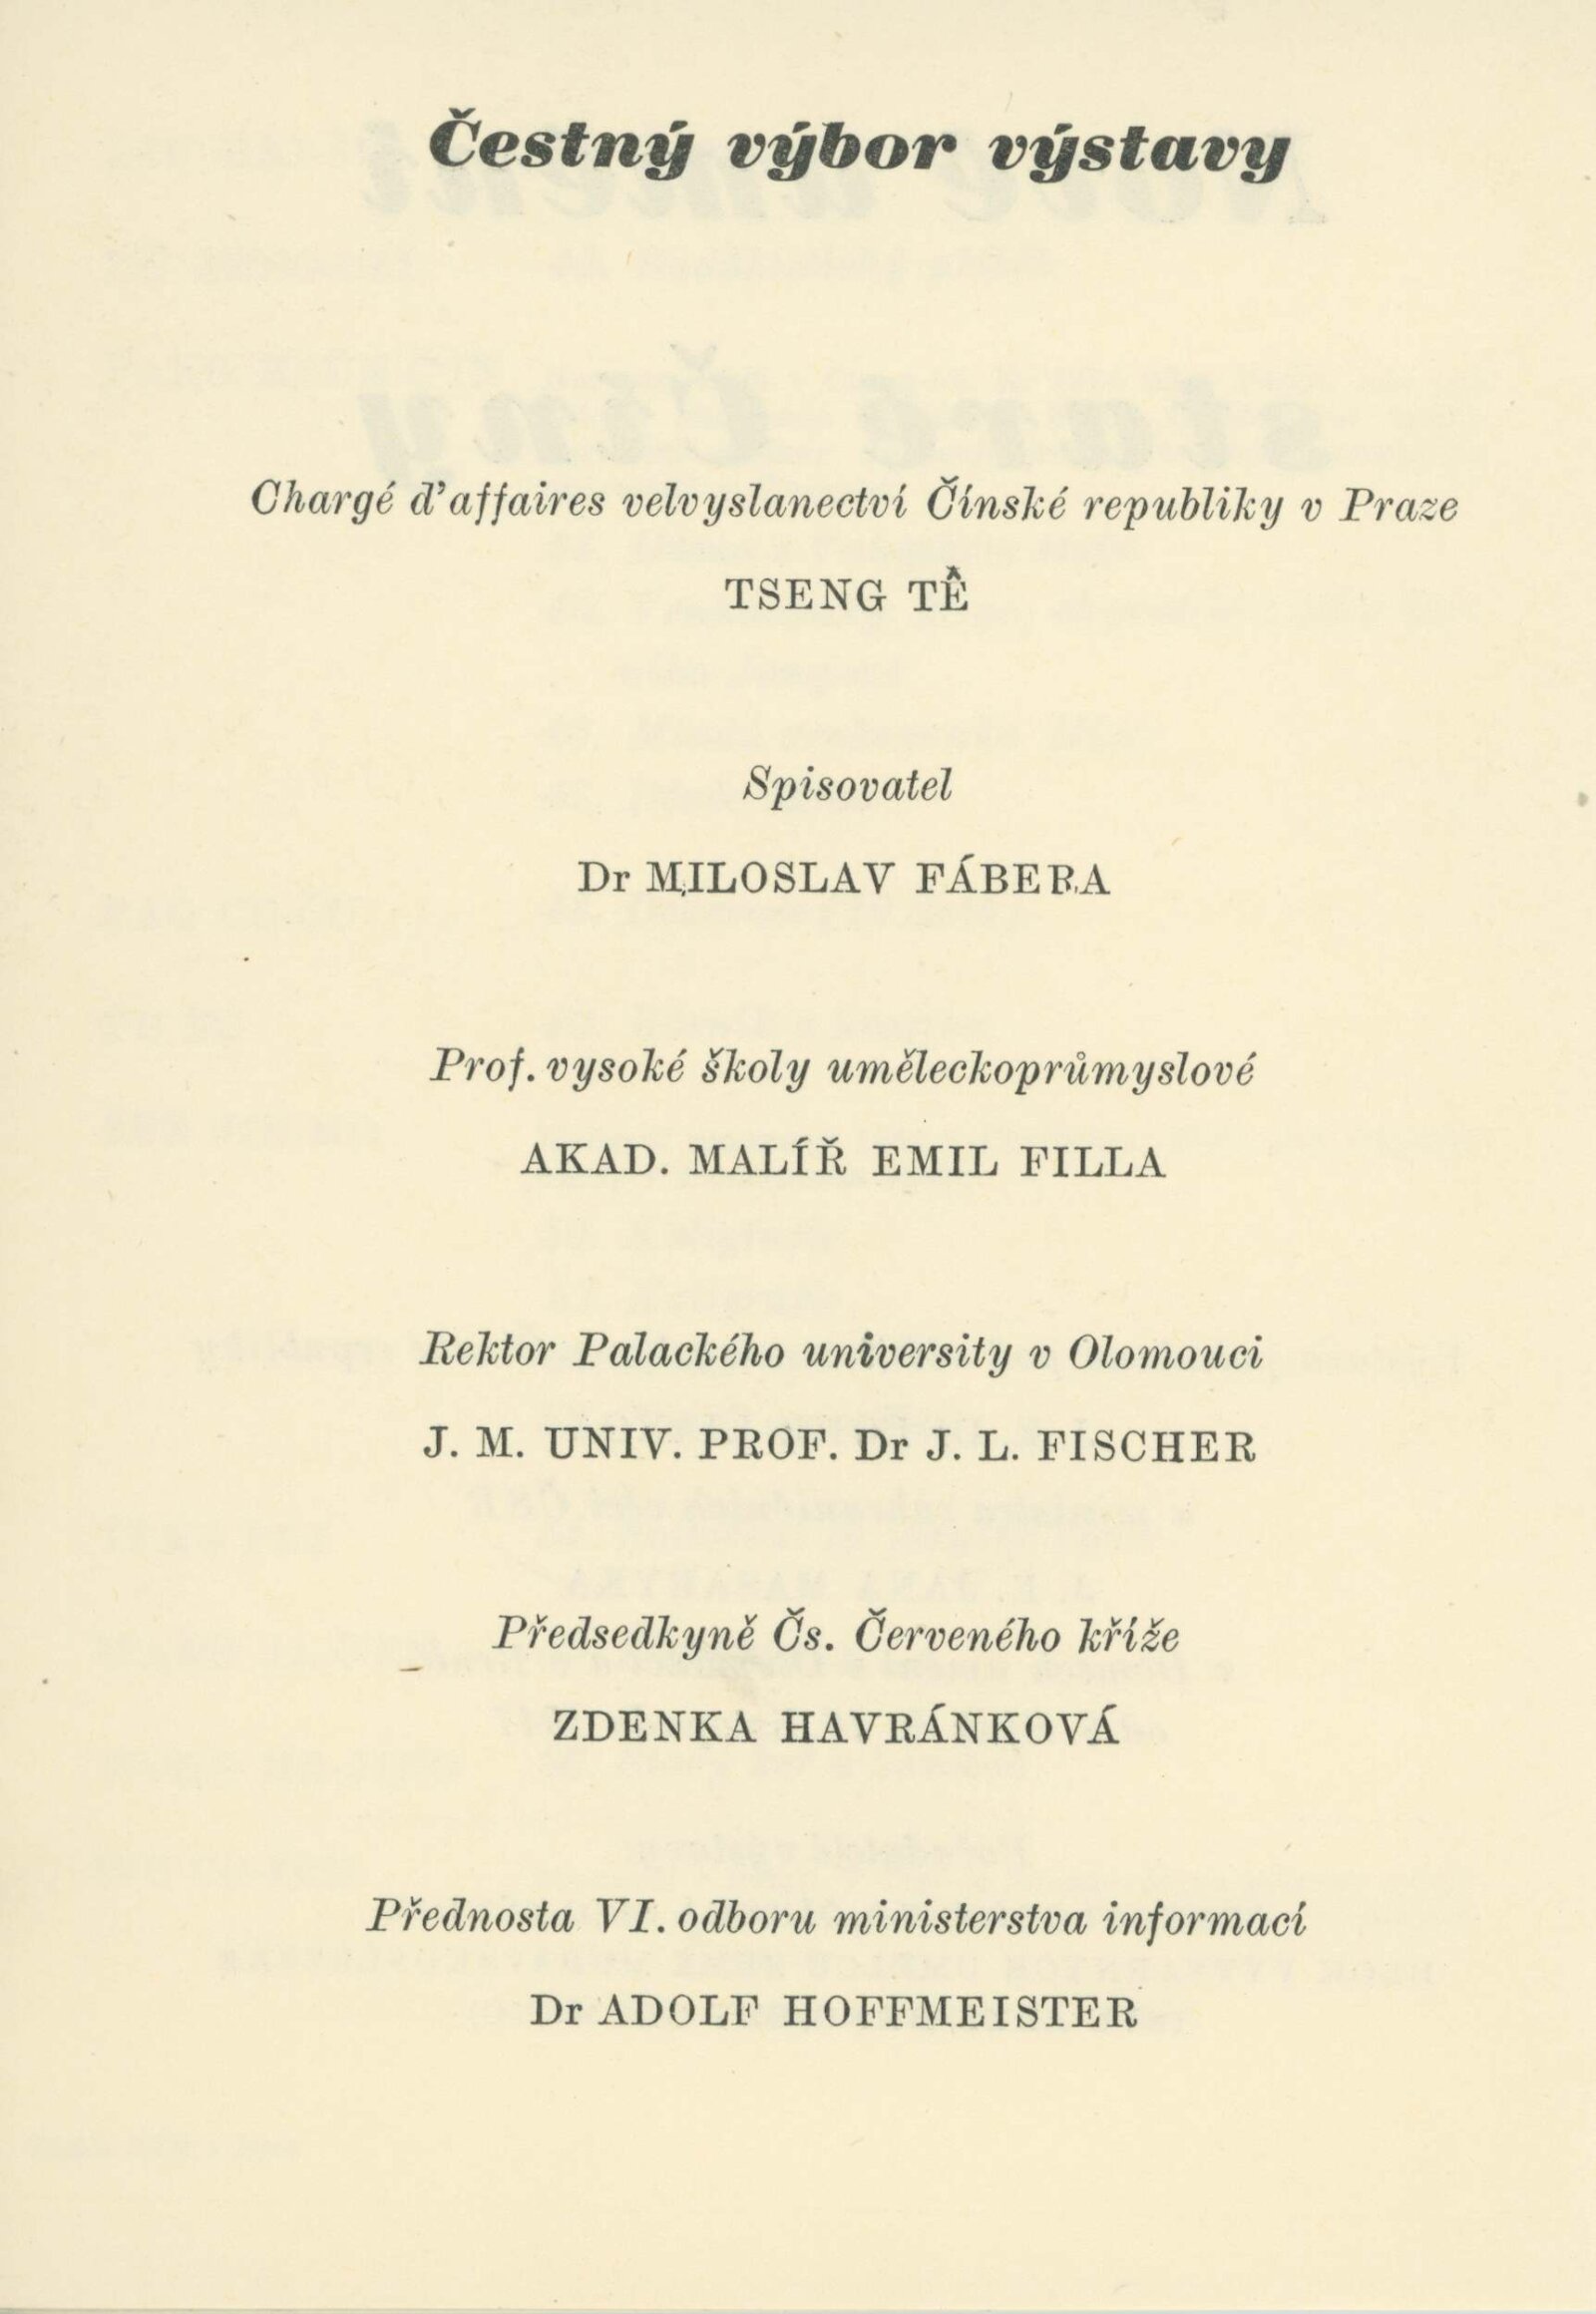 Čestný výbor výstavy
Chargé d'affaires velvyslanectví Čínské republiky v Praze
TSENG TÊ
Spisovatel
Dr MILOSLAV FÁBERA
Prof. vysoké školy uměleckoprůmyslové
AKAD. MALÍŘ EMIL FILLA
Rektor Palackého university v Olomouci
J. M. UNIV. PROF. Dr J. L. FISCHER
Předsedkyně Čs. Červeného kříže
ZDENKA HAVRÁNKOVÁ
Přednosta VI. odboru ministerstva informací
Dr ADOLF HOFFMEISTER